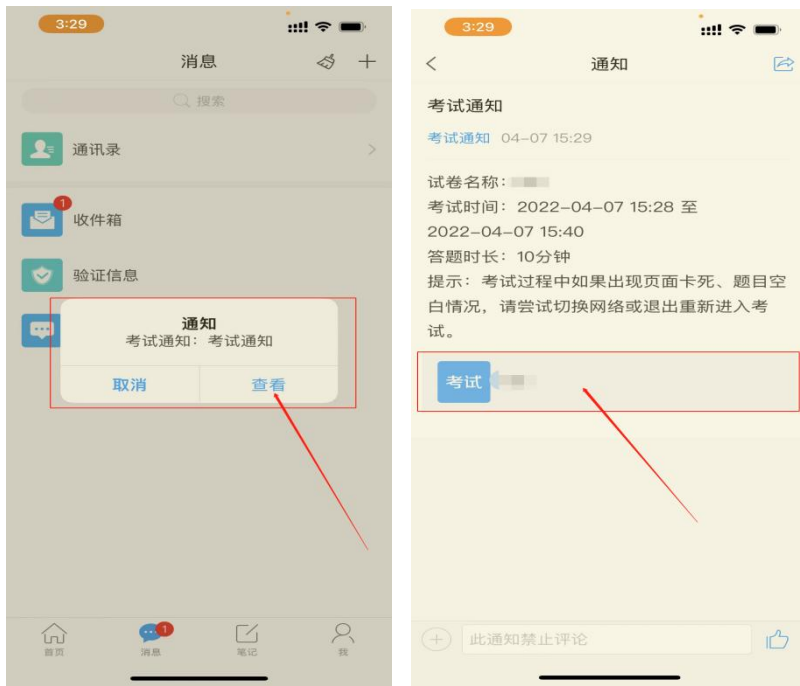 3:29
消息
搜索
通讯录
1
收件箱
验证信息
通知
考试通知：考试通知
取消
查看
首页
1
消息
笔记
我
3:29
通知
考试通知
考试通知 04-07 15:29
试卷名称：
考试时间：2022-04-07 15:28 至
2022-04-07 15:40
答题时长：10分钟
提示：考试过程中如果出现页面卡死、题目空
白情况，请尝试切换网络或退出重新进入考
试。
考试
此通知禁止评论